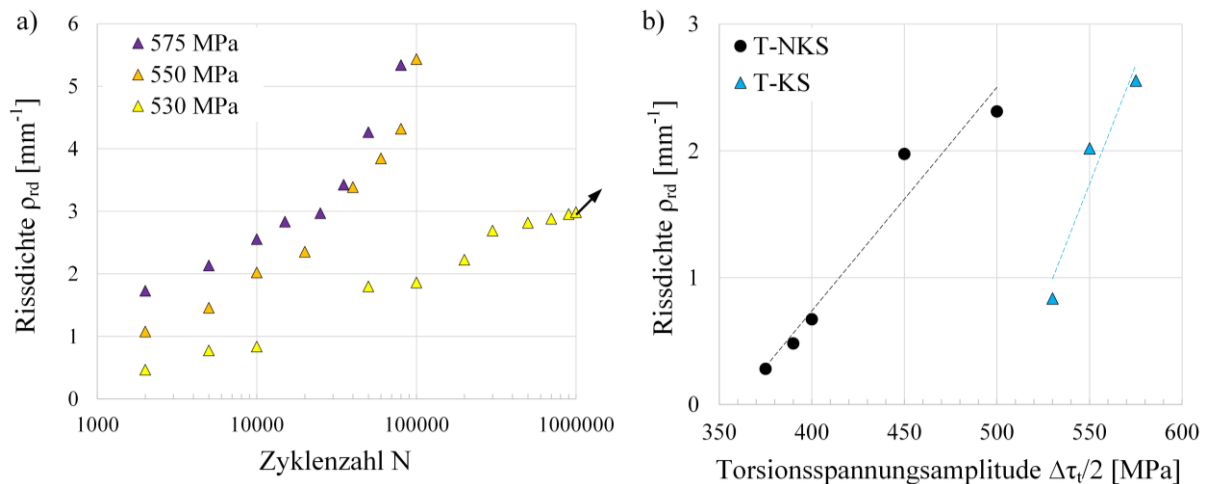 a)
Rissdichte ρrd [mm-1]
6
5
4
3
2
1
0
575 MPa
550 MPa
530 MPa
1000 10000 100000 1000000
Zyklenzahl N
b)
Rissdichte ρrd [mm-1]
3
2
1
0
T-NKS
T-KS
350 400 450 500 550 600
Torsionsspannungsamplitude Δτt/2 [MPa]